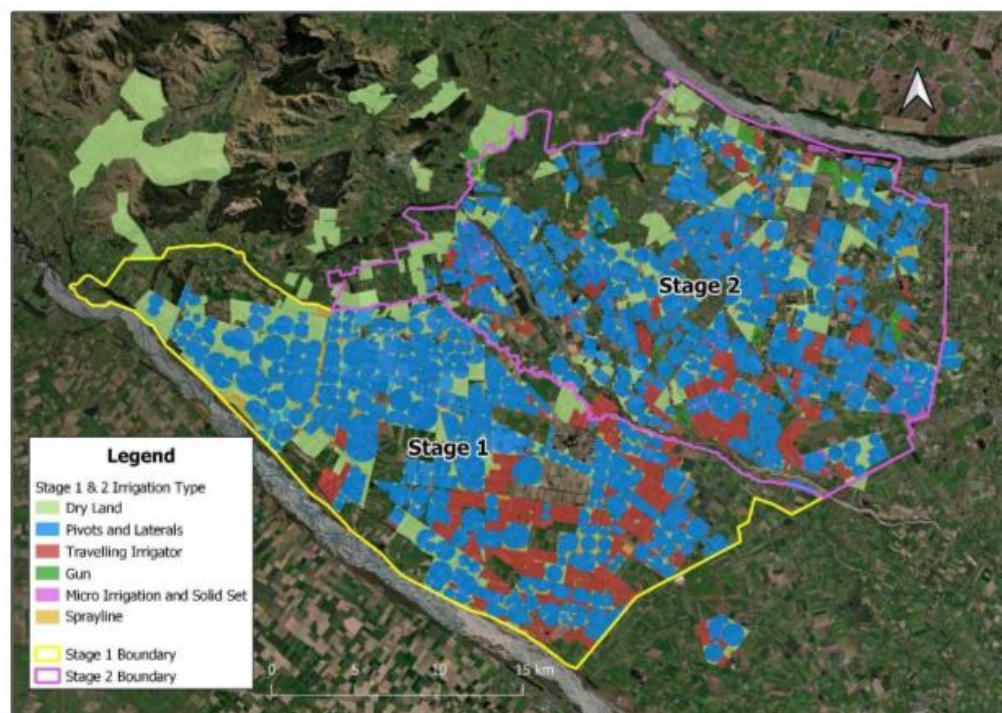 Stage 2
Stage 1
Legend
Stage 1 & 2 Irrigation Type
Dry Land
Pivots and Laterals
Travelling Irrigator
Gun
Micro Irrigation and Solid Set
Sprayline
Stage 1 Boundary
Stage 2 Boundary
0 5 10 15 km